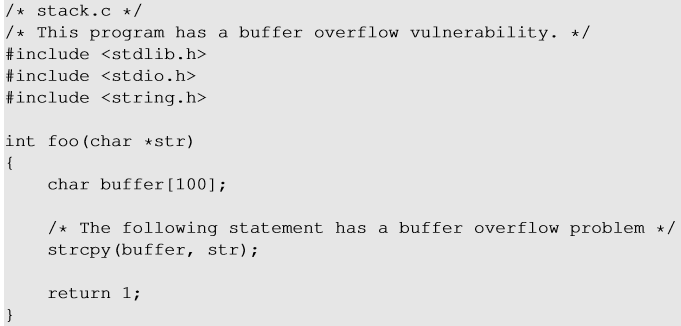 /* stack.c */
/* This program has a buffer overflow vulnerability. */
#include <stdlib.h>
#include <stdio.h>
#include <string.h>

int foo(char *str)
{
    char buffer[100];

    /* The following statement has a buffer overflow problem */
    strcpy(buffer, str);

    return 1;
}